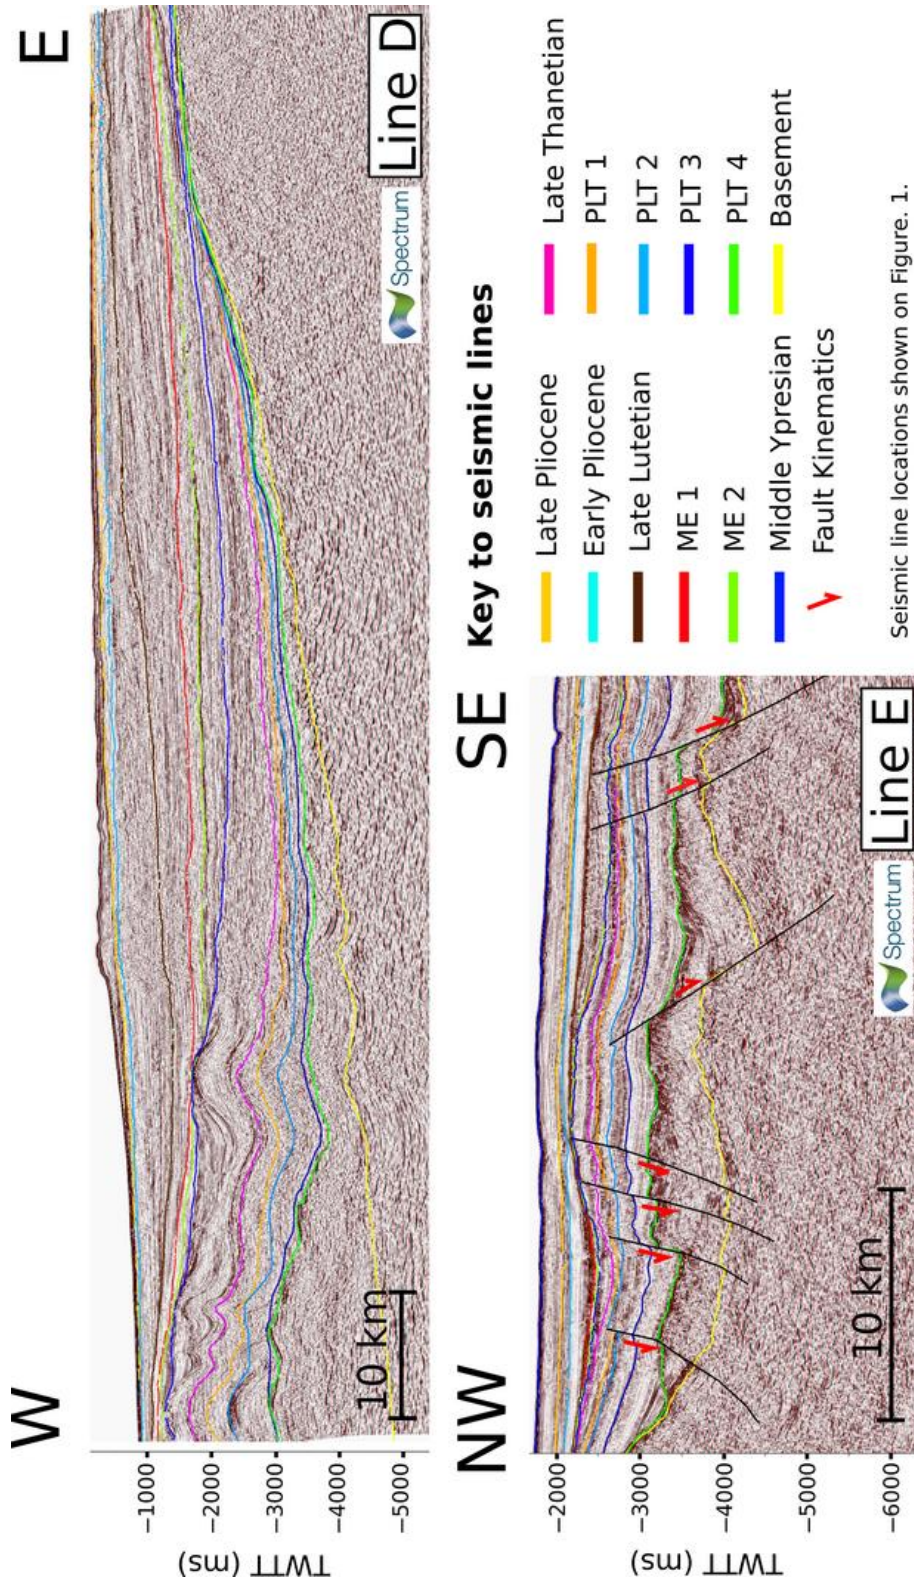 W
E
TWTT (ms)
−1000
−2000
−3000
−4000
−5000
10 km
Spectrum
Line D
NW
SE
TWTT (ms)
−2000
−3000
−4000
−5000
−6000
10 km
Spectrum
Line E
Key to seismic lines
Late Pliocene
Early Pliocene
Late Lutetian
ME 1
ME 2
Middle Ypresian
Fault Kinematics
Late Thanetian
PLT 1
PLT 2
PLT 3
PLT 4
Basement
Seismic line locations shown on Figure. 1.